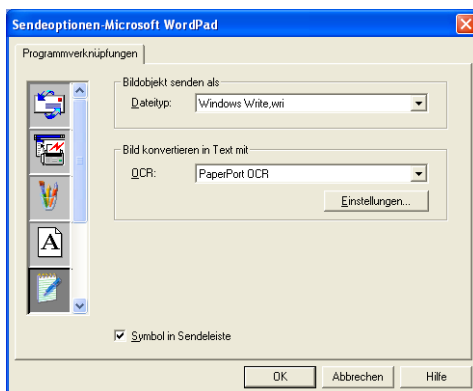 Sendeoptionen-Microsoft WordPad
Programmverknüpfungen
Bildobjekt senden als
Dateityp: Windows Write,wri
Bild konvertieren in Text mit
OCR: PaperPort OCR
Einstellungen...
A
Symbol in Sendeleiste
OK Abbrechen Hilfe